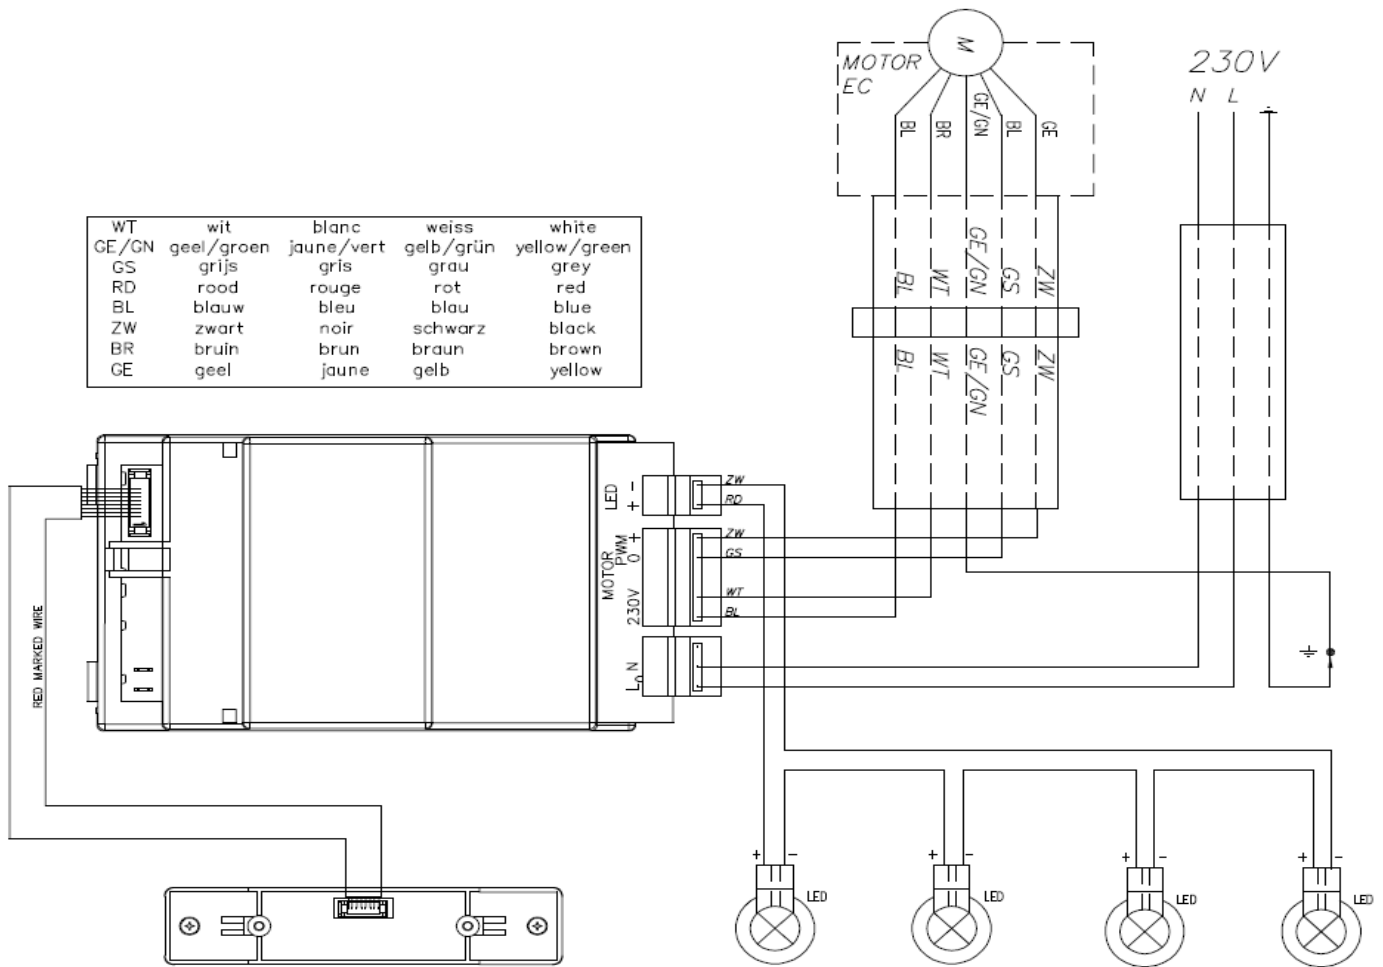 M
MOTOR
EC
BL
BR
GE/GN
BL
GE
230V
N L
WT wit blanc weiss white
GE/GN geel/groen jaune/vert gelb/grün yellow/green
GS grijs gris grau grey
RD rood rouge rot red
BL blauw bleu blau blue
ZW zwart noir schwarz black
BR bruin brun braun brown
GE geel jaune gelb yellow
BL
WT
GE/GN
GS
ZW
BL
WT
GE/GN
GS
ZW
LED
+ -
ZW
RD
MOTOR
PWM
0 +
230V
ZW
GS
WT
BL
L N
RED MARKED WIRE
+ -
LED
+ -
LED
+ -
LED
+ -
LED